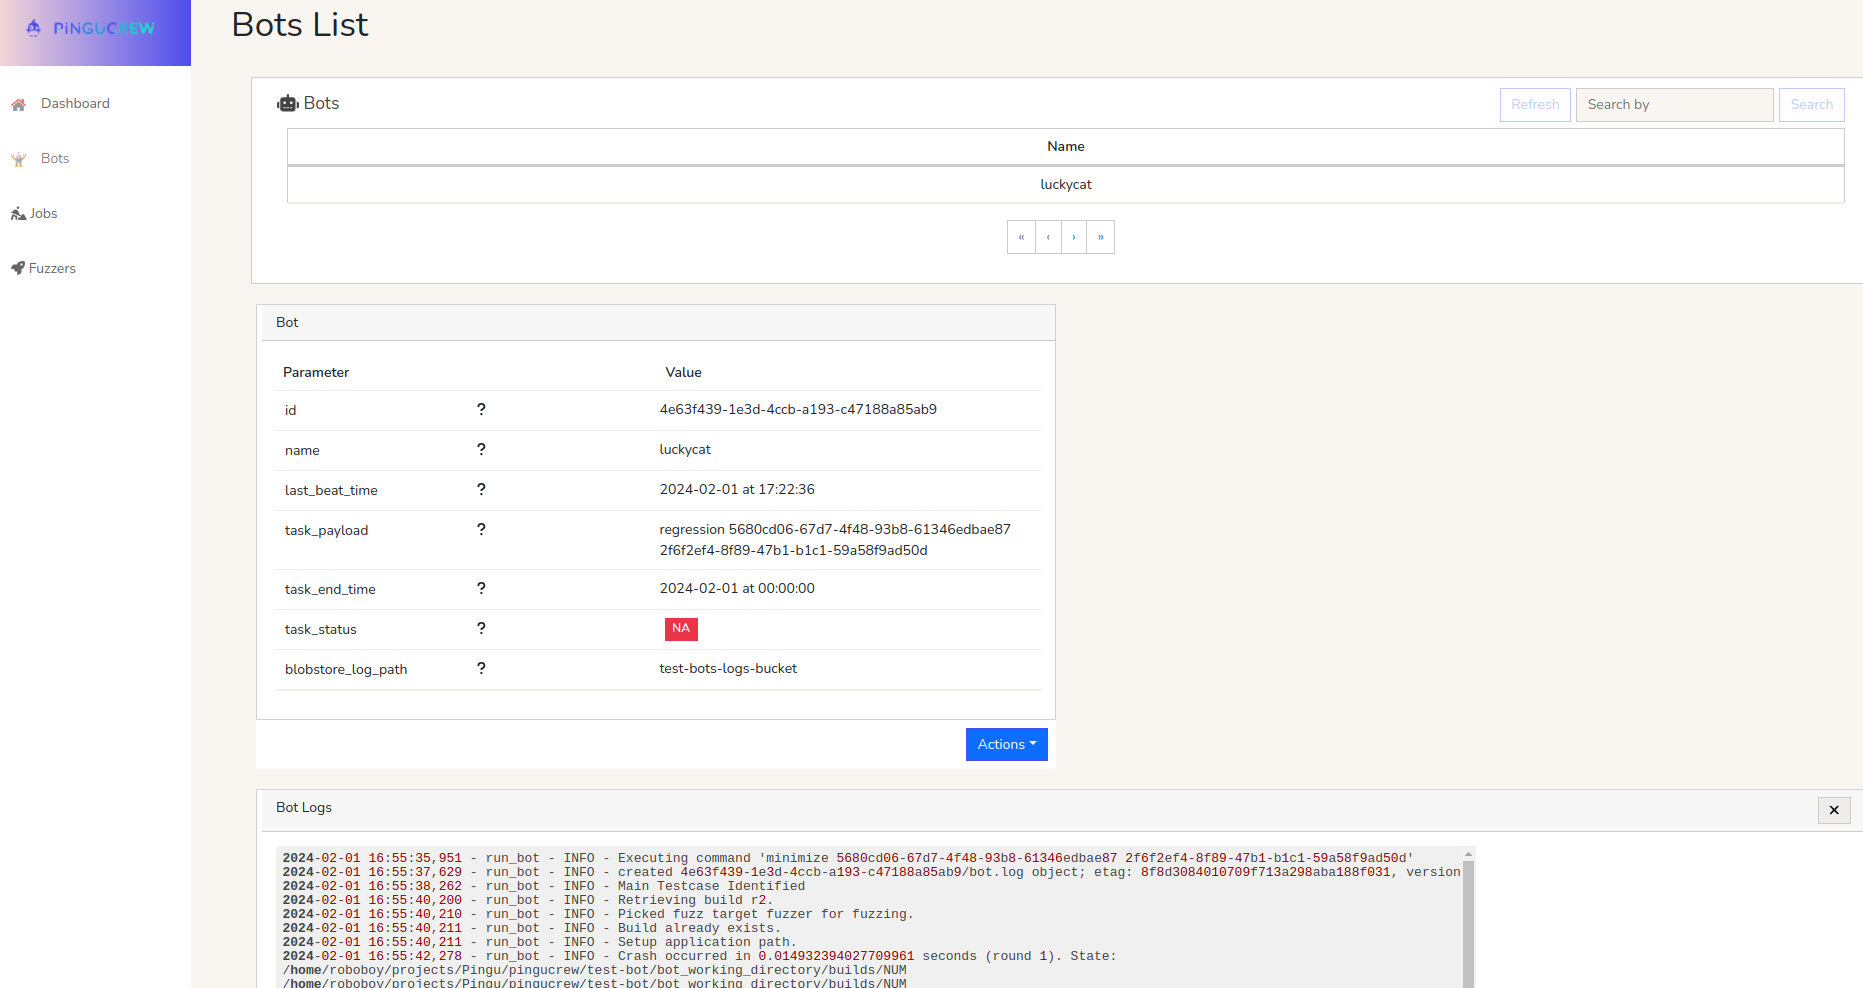 PiNGUCREW
Bots List
Dashboard
Bots
Jobs
Fuzzers
Bots
Refresh
Search by
Search
Name
luckycat
«
‹
›
»
Bot
Parameter Value
id ? 4e63f439-1e3d-4ccb-a193-c47188a85ab9
name ? luckycat
last_beat_time ? 2024-02-01 at 17:22:36
task_payload ? regression 5680cd06-67d7-4f48-93b8-61346edbae87
2f6f2ef4-8f89-47b1-b1c1-59a58f9ad50d
task_end_time ? 2024-02-01 at 00:00:00
task_status ? NA
blobstore_log_path ? test-bots-logs-bucket
Actions
Bot Logs
2024-02-01 16:55:35,951 - run_bot - INFO - Executing command 'minimize 5680cd06-67d7-4f48-93b8-61346edbae87 2f6f2ef4-8f89-47b1-b1c1-59a58f9ad50d'
2024-02-01 16:55:37,629 - run_bot - INFO - created 4e63f439-1e3d-4ccb-a193-c47188a85ab9/bot.log object; etag: 8f8d3084010709f713a298aba188f031, version
2024-02-01 16:55:38,262 - run_bot - INFO - Main Testcase Identified
2024-02-01 16:55:40,200 - run_bot - INFO - Retrieving build r2.
2024-02-01 16:55:40,210 - run_bot - INFO - Picked fuzz target fuzzer for fuzzing.
2024-02-01 16:55:40,211 - run_bot - INFO - Build already exists.
2024-02-01 16:55:40,211 - run_bot - INFO - Setup application path.
2024-02-01 16:55:42,278 - run_bot - INFO - Crash occurred in 0.014932394027709961 seconds (round 1). State:
/home/roboboy/projects/Pingu/pingucrew/test-bot/bot_working_directory/builds/NUM
/home/roboboy/projects/Pingu/pingucrew/test-bot/bot_working_directory/builds/NUM